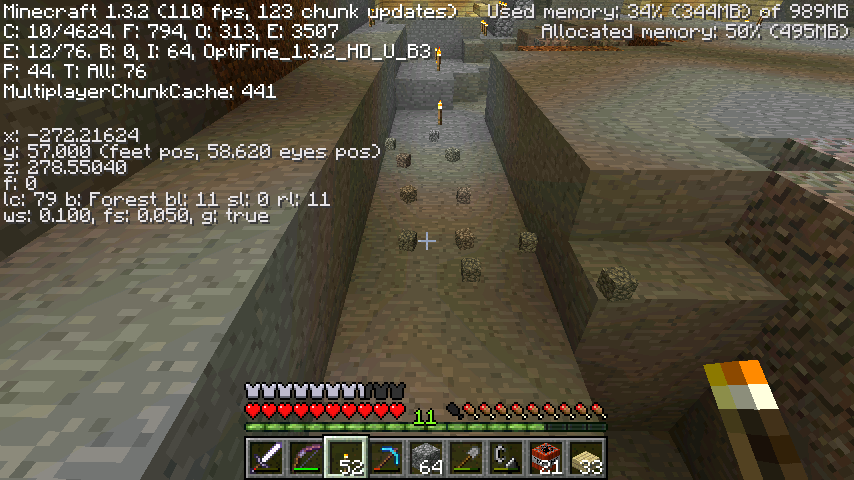 Minecraft 1.3.2 (110 fps, 123 chunk updates)
Used memory: 34% (344MB) of 989MB
C: 10/4624. F: 794, O: 313, E: 3507
Allocated memory: 50% (495MB)
E: 12/76. B: 0, I: 64, OptiFine_1.3.2_HD_U_B3
P: 44. T: All: 76
MultiplayerChunkCache: 441
x: -272.21624
y: 57.000 (feet pos, 58.620 eyes pos)
z: 278.55040
f: 0
lc: 79 b: Forest bl: 11 sl: 0 rl: 11
ws: 0.100, fs: 0.050, g: true
11
52 64 21 33